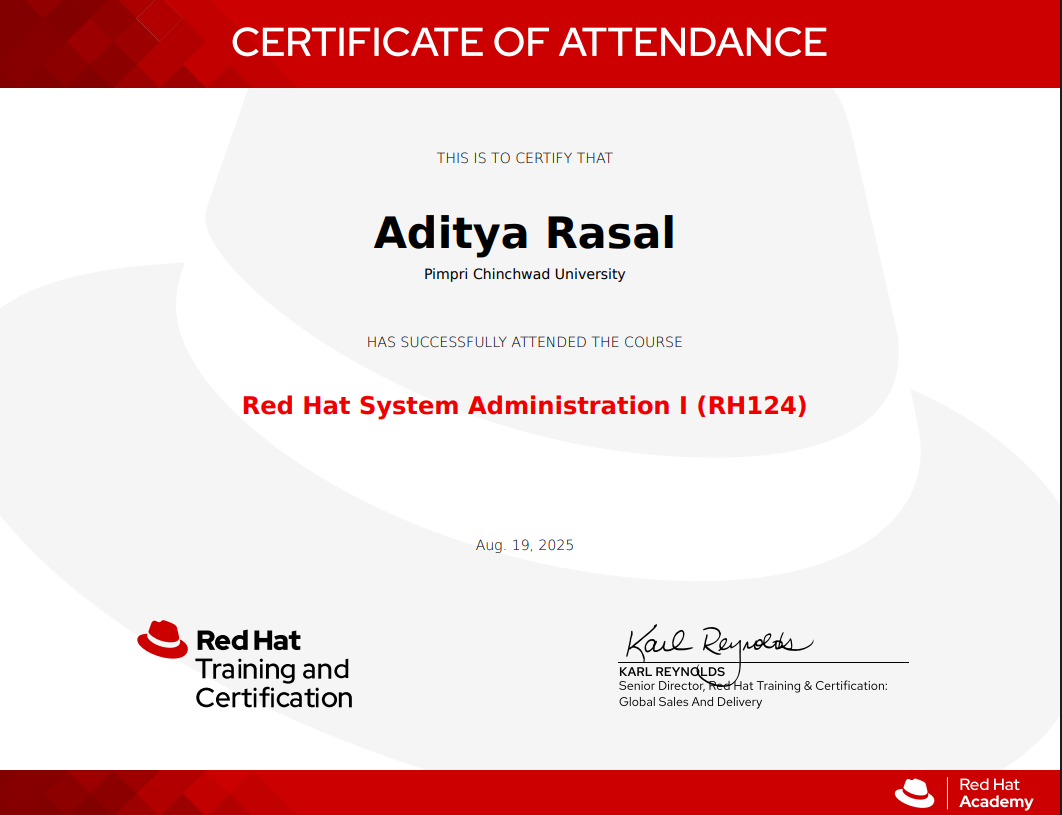 CERTIFICATE OF ATTENDANCE
THIS IS TO CERTIFY THAT
Aditya Rasal
Pimpri Chinchwad University
HAS SUCCESSFULLY ATTENDED THE COURSE
Red Hat System Administration I (RH124)
Aug. 19, 2025
Red Hat
Training and
Certification
Karl Reynolds
KARL REYNOLDS
Senior Director, Red Hat Training & Certification:
Global Sales And Delivery
Red Hat
Academy